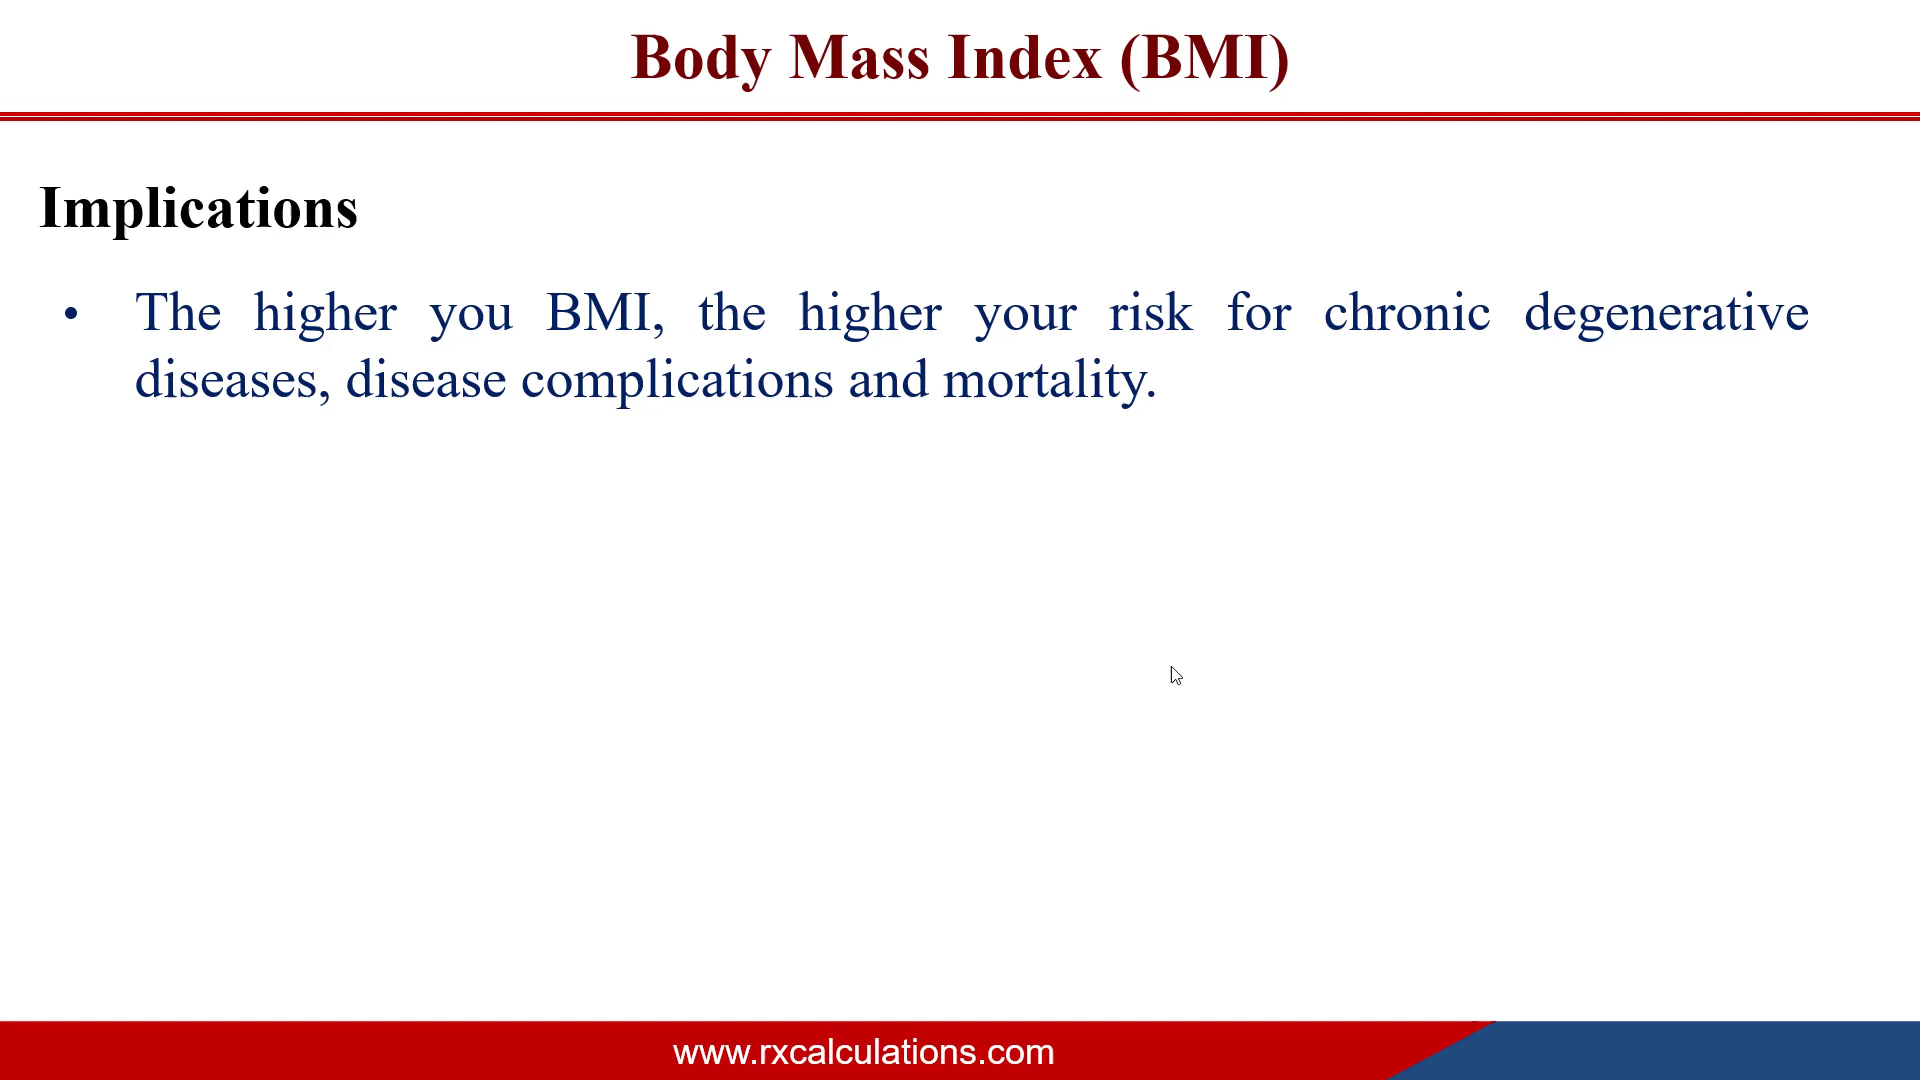 Body Mass Index (BMI)
Implications
• The higher you BMI, the higher your risk for chronic degenerative
diseases, disease complications and mortality.
www.rxcalculations.com